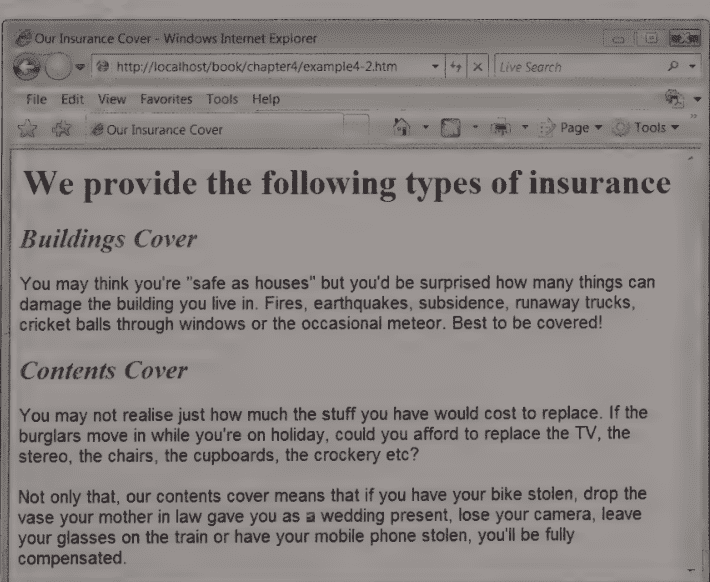 Our Insurance Cover - Windows Internet Explorer
http://localhost/book/chapter4/example4-2.htm Live Search
File Edit View Favorites Tools Help
Our Insurance Cover Page Tools
We provide the following types of insurance
Buildings Cover
You may think you're "safe as houses" but you'd be surprised how many things can
damage the building you live in. Fires, earthquakes, subsidence, runaway trucks,
cricket balls through windows or the occasional meteor. Best to be covered!
Contents Cover
You may not realise just how much the stuff you have would cost to replace. If the
burglars move in while you're on holiday, could you afford to replace the TV, the
stereo, the chairs, the cupboards, the crockery etc?
Not only that, our contents cover means that if you have your bike stolen, drop the
vase your mother in law gave you as a wedding present, lose your camera, leave
your glasses on the train or have your mobile phone stolen, you'll be fully
compensated.